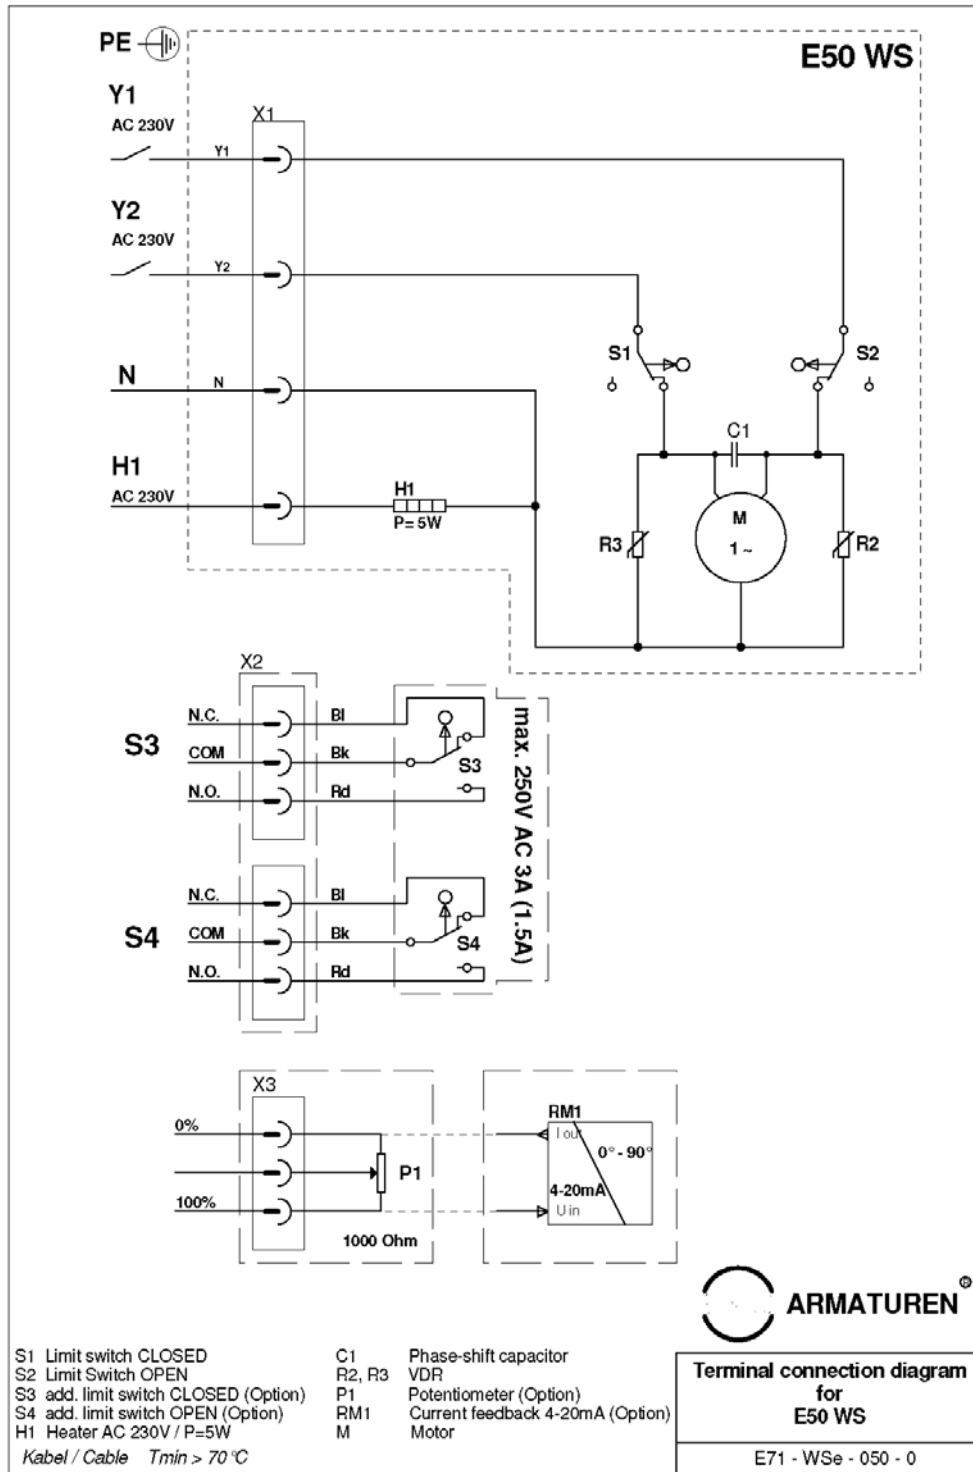 PE
E50 WS
Y1
AC 230V
X1
Y1
Y2
AC 230V
Y2
S1
S2
N
N
C1
H1
AC 230V
H1
P= 5W
M
1 ~
R3
R2
X2
S3
N.C.
Bl
COM
Bk
N.O.
Rd
S3
max. 250V AC 3A (1.5A)
S4
N.C.
Bl
COM
Bk
N.O.
Rd
S4
X3
0%
100%
P1
1000 Ohm
RM1
I out
0° - 90°
4-20mA
U in
ARMATUREN ®
S1 Limit switch CLOSED
S2 Limit Switch OPEN
S3 add. limit switch CLOSED (Option)
S4 add. limit switch OPEN (Option)
H1 Heater AC 230V / P=5W
Kabel / Cable Tmin > 70 °C
C1 Phase-shift capacitor
R2, R3 VDR
P1 Potentiometer (Option)
RM1 Current feedback 4-20mA (Option)
M Motor
Terminal connection diagram
for
E50 WS
E71 - WSe - 050 - 0